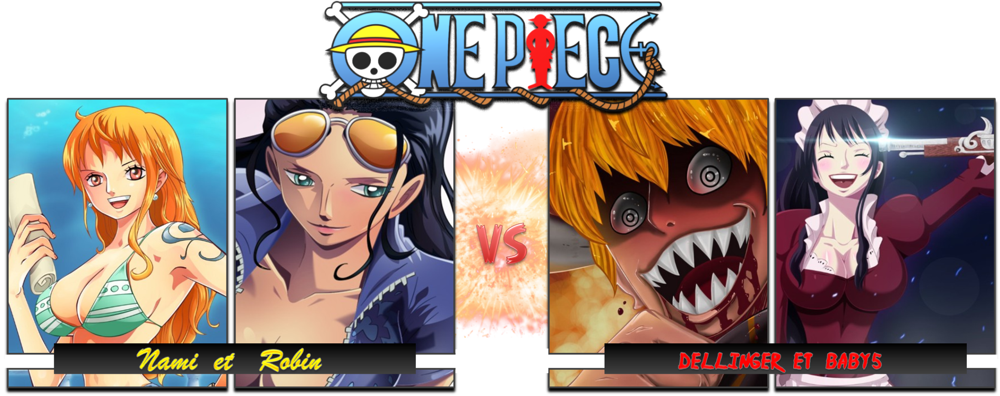 ONE PIECE
VS
Nami et Robin
DELLINGER ET BABY5